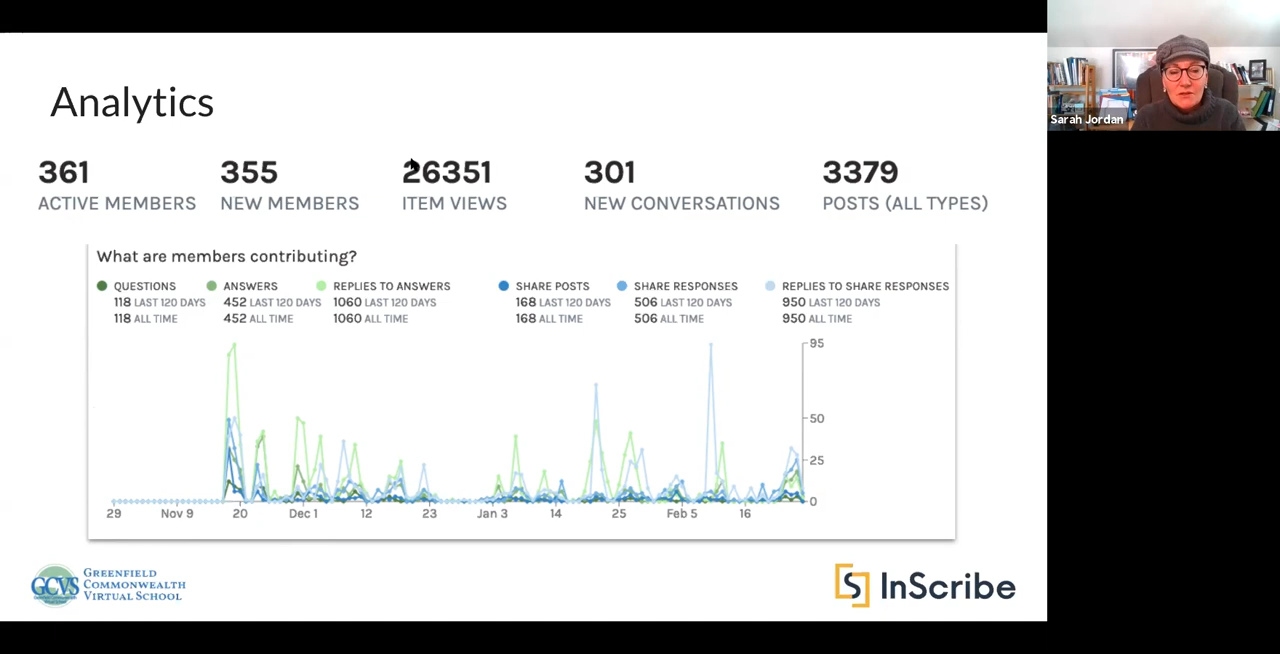 Analytics
361
ACTIVE MEMBERS
355
NEW MEMBERS
26351
ITEM VIEWS
301
NEW CONVERSATIONS
3379
POSTS (ALL TYPES)
What are members contributing?
QUESTIONS
118 LAST 120 DAYS
118 ALL TIME
ANSWERS
452 LAST 120 DAYS
452 ALL TIME
REPLIES TO ANSWERS
1060 LAST 120 DAYS
1060 ALL TIME
SHARE POSTS
168 LAST 120 DAYS
168 ALL TIME
SHARE RESPONSES
506 LAST 120 DAYS
506 ALL TIME
REPLIES TO SHARE RESPONSES
950 LAST 120 DAYS
950 ALL TIME
95
50
25
0
29 Nov 9 20 Dec 1 12 23 Jan 3 14 25 Feb 5 16
GCVS
GREENFIELD
COMMONWEALTH
VIRTUAL SCHOOL
InScribe
Sarah Jordan